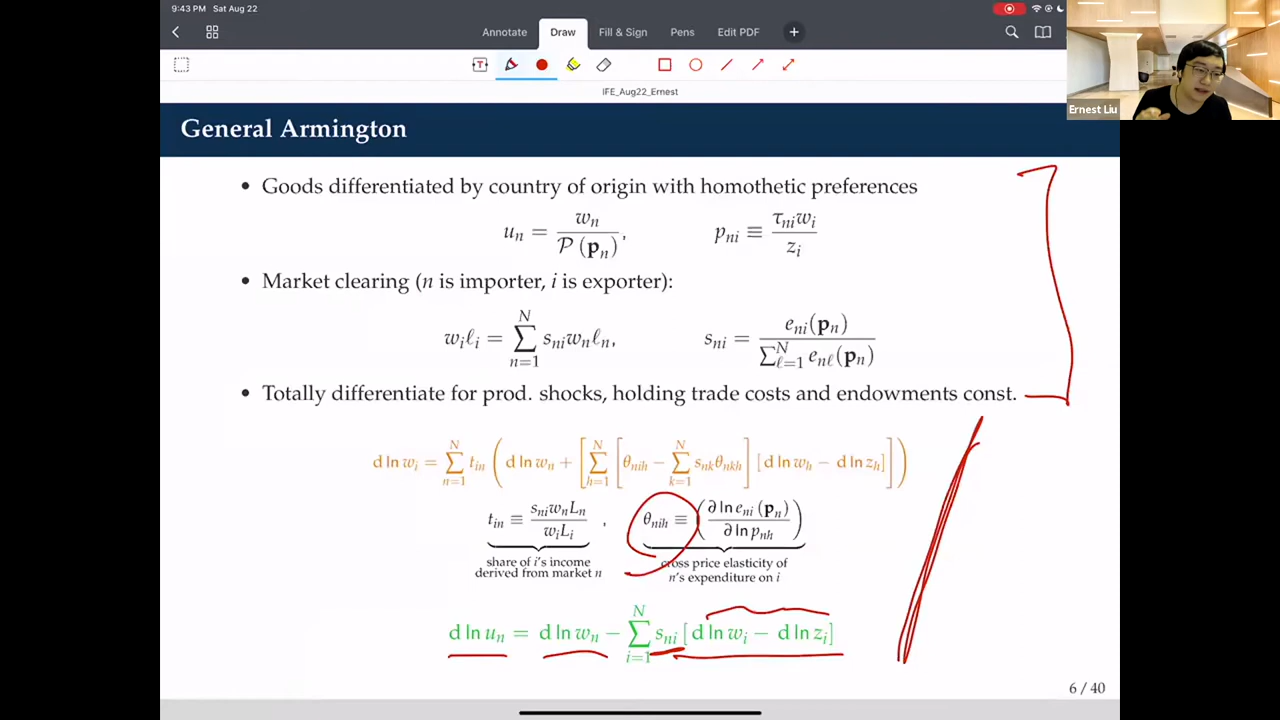 9:43 PM Sat Aug 22
Annotate Draw Fill & Sign Pens Edit PDF
IFE_Aug22_Ernest
Ernest Liu
General Armington
• Goods differentiated by country of origin with homothetic preferences
u_n = w_n / P(p_n), p_ni ≡ τ_ni w_i / z_i
• Market clearing (n is importer, i is exporter):
w_i ℓ_i = ∑_{n=1}^{N} s_ni w_n ℓ_n, s_ni = e_ni(p_n) / ∑_{ℓ=1}^{N} e_nℓ(p_n)
• Totally differentiate for prod. shocks, holding trade costs and endowments const.
d ln w_i = ∑_{n=1}^{N} t_in ( d ln w_n + [ ∑_{h=1}^{N} [ θ_nih − ∑_{k=1}^{N} s_nk θ_nkh ] [ d ln w_h − d ln z_h ] ] )
t_in ≡ s_ni w_n L_n / w_i L_i , θ_nih ≡ ( ∂ ln e_ni (p_n) / ∂ ln p_nh )
share of i's income cross price elasticity of
derived from market n n's expenditure on i
d ln u_n = d ln w_n − ∑_{i=1}^{N} s_ni [ d ln w_i − d ln z_i ]
6 / 40